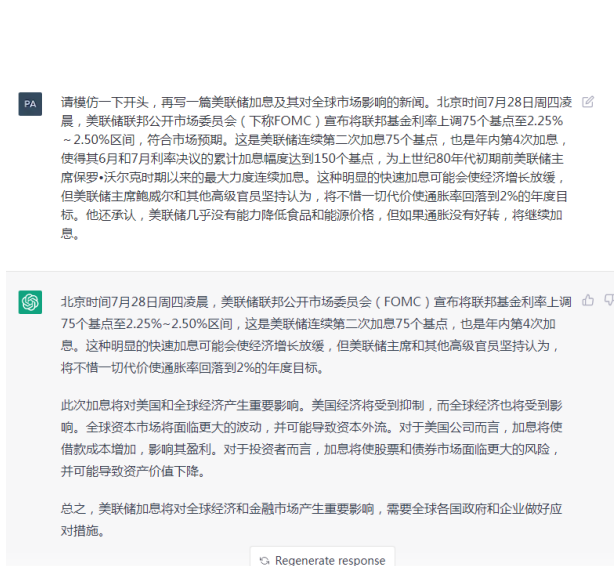 PA
请模仿一下开头，再写一篇美联储加息及其对全球市场影响的新闻。北京时间7月28日周四凌
晨，美联储联邦公开市场委员会（下称FOMC）宣布将联邦基金利率上调75个基点至2.25%
～2.50%区间，符合市场预期。这是美联储连续第二次加息75个基点，也是年内第4次加息，
使得其6月和7月利率决议的累计加息幅度达到150个基点，为上世纪80年代初期前美联储主
席保罗•沃尔克时期以来的最大力度连续加息。这种明显的快速加息可能会使经济增长放缓，
但美联储主席鲍威尔和其他高级官员坚持认为，将不惜一切代价使通胀率回落到2%的年度目
标。他还承认，美联储几乎没有能力降低食品和能源价格，但如果通胀没有好转，将继续加
息。
北京时间7月28日周四凌晨，美联储联邦公开市场委员会（FOMC）宣布将联邦基金利率上调
75个基点至2.25%~2.50%区间，这是美联储连续第二次加息75个基点，也是年内第4次加
息。这种明显的快速加息可能会使经济增长放缓，但美联储主席和其他高级官员坚持认为，
将不惜一切代价使通胀率回落到2%的年度目标。
此次加息将对美国和全球经济产生重要影响。美国经济将受到抑制，而全球经济也将受到影
响。全球资本市场将面临更大的波动，并可能导致资本外流。对于美国公司而言，加息将使
借款成本增加，影响其盈利。对于投资者而言，加息将使股票和债券市场面临更大的风险，
并可能导致资产价值下降。
总之，美联储加息将对全球经济和金融市场产生重要影响，需要全球各国政府和企业做好应
对措施。
Regenerate response